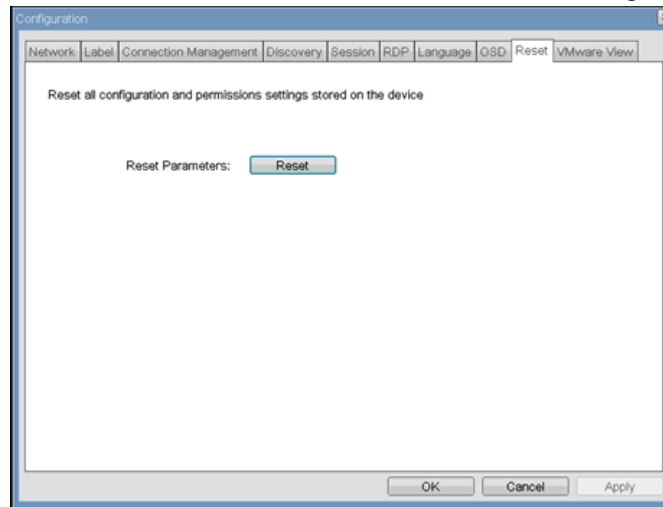 Configuration
Network Label Connection Management Discovery Session RDP Language OSD Reset VMware View
Reset all configuration and permissions settings stored on the device
Reset Parameters: Reset
OK Cancel Apply